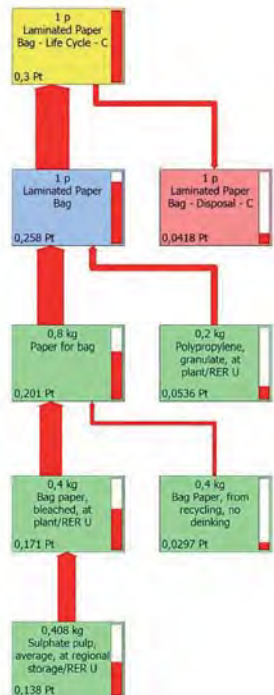 1 p
Laminated Paper
Bag - Life Cycle - C
0,3 Pt
1 p
Laminated Paper
Bag
0,258 Pt
1 p
Laminated Paper
Bag - Disposal - C
0,0418 Pt
0,8 kg
Paper for bag
0,201 Pt
0,2 kg
Polypropylene,
granulate, at
plant/RER U
0,0536 Pt
0,4 kg
Bag paper,
bleached, at
plant/RER U
0,171 Pt
0,4 kg
Bag Paper, from
recycling, no
deinking
0,0297 Pt
0,408 kg
Sulphate pulp,
average, at regional
storage/RER U
0,138 Pt